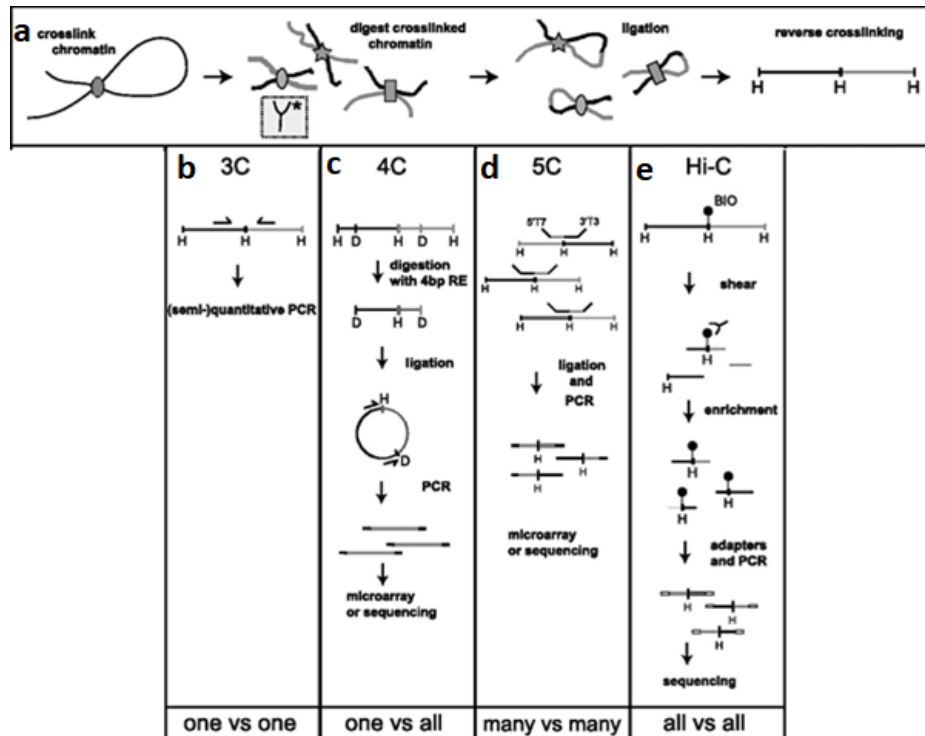 a
crosslink
chromatin
digest crosslinked
chromatin
ligation
reverse crosslinking
H H H
b 3C
H H H
(semi-)quantitative PCR
one vs one
c 4C
H D H D H
digestion
with 4bp RE
D H D
ligation
H
D
PCR
microarray
or sequencing
one vs all
d 5C
5'T7 3'T3
H H H
H H H
H H H
ligation
and
PCR
H
H
H
microarray
or sequencing
many vs many
e Hi-C
BIO
H H H
shear
H
H
enrichment
H
H
H
adapters
and PCR
H
H
H
sequencing
all vs all